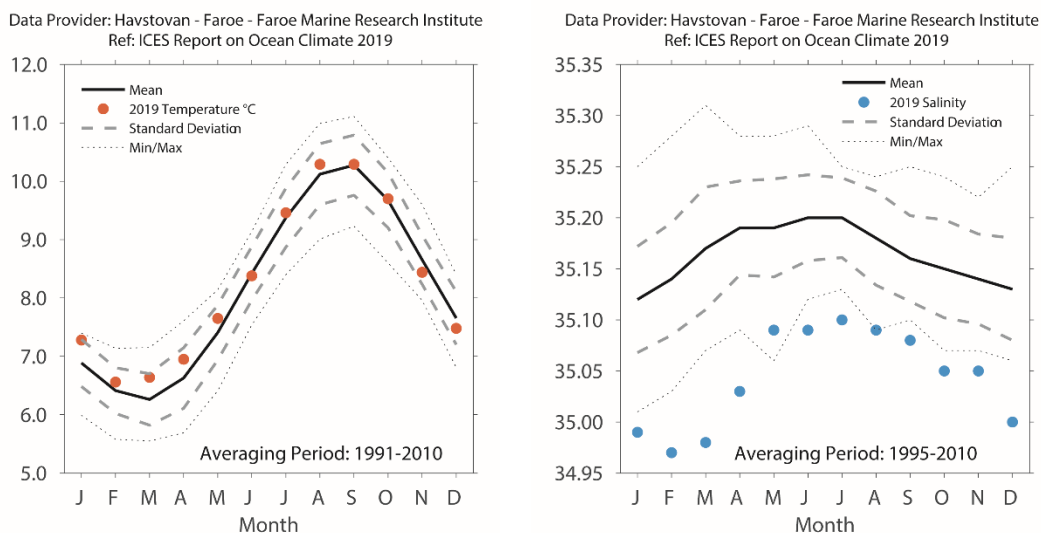 Data Provider: Havstovan - Faroe - Faroe Marine Research Institute
Ref: ICES Report on Ocean Climate 2019
12.0
11.0
10.0
9.0
8.0
7.0
6.0
5.0
Mean
2019 Temperature °C
Standard Deviation
Min/Max
Averaging Period: 1991-2010
J F M A M J J A S O N D
Month
Data Provider: Havstovan - Faroe - Faroe Marine Research Institute
Ref: ICES Report on Ocean Climate 2019
35.35
35.30
35.25
35.20
35.15
35.10
35.05
35.00
34.95
Mean
2019 Salinity
Standard Deviation
Min/Max
Averaging Period: 1995-2010
J F M A M J J A S O N D
Month